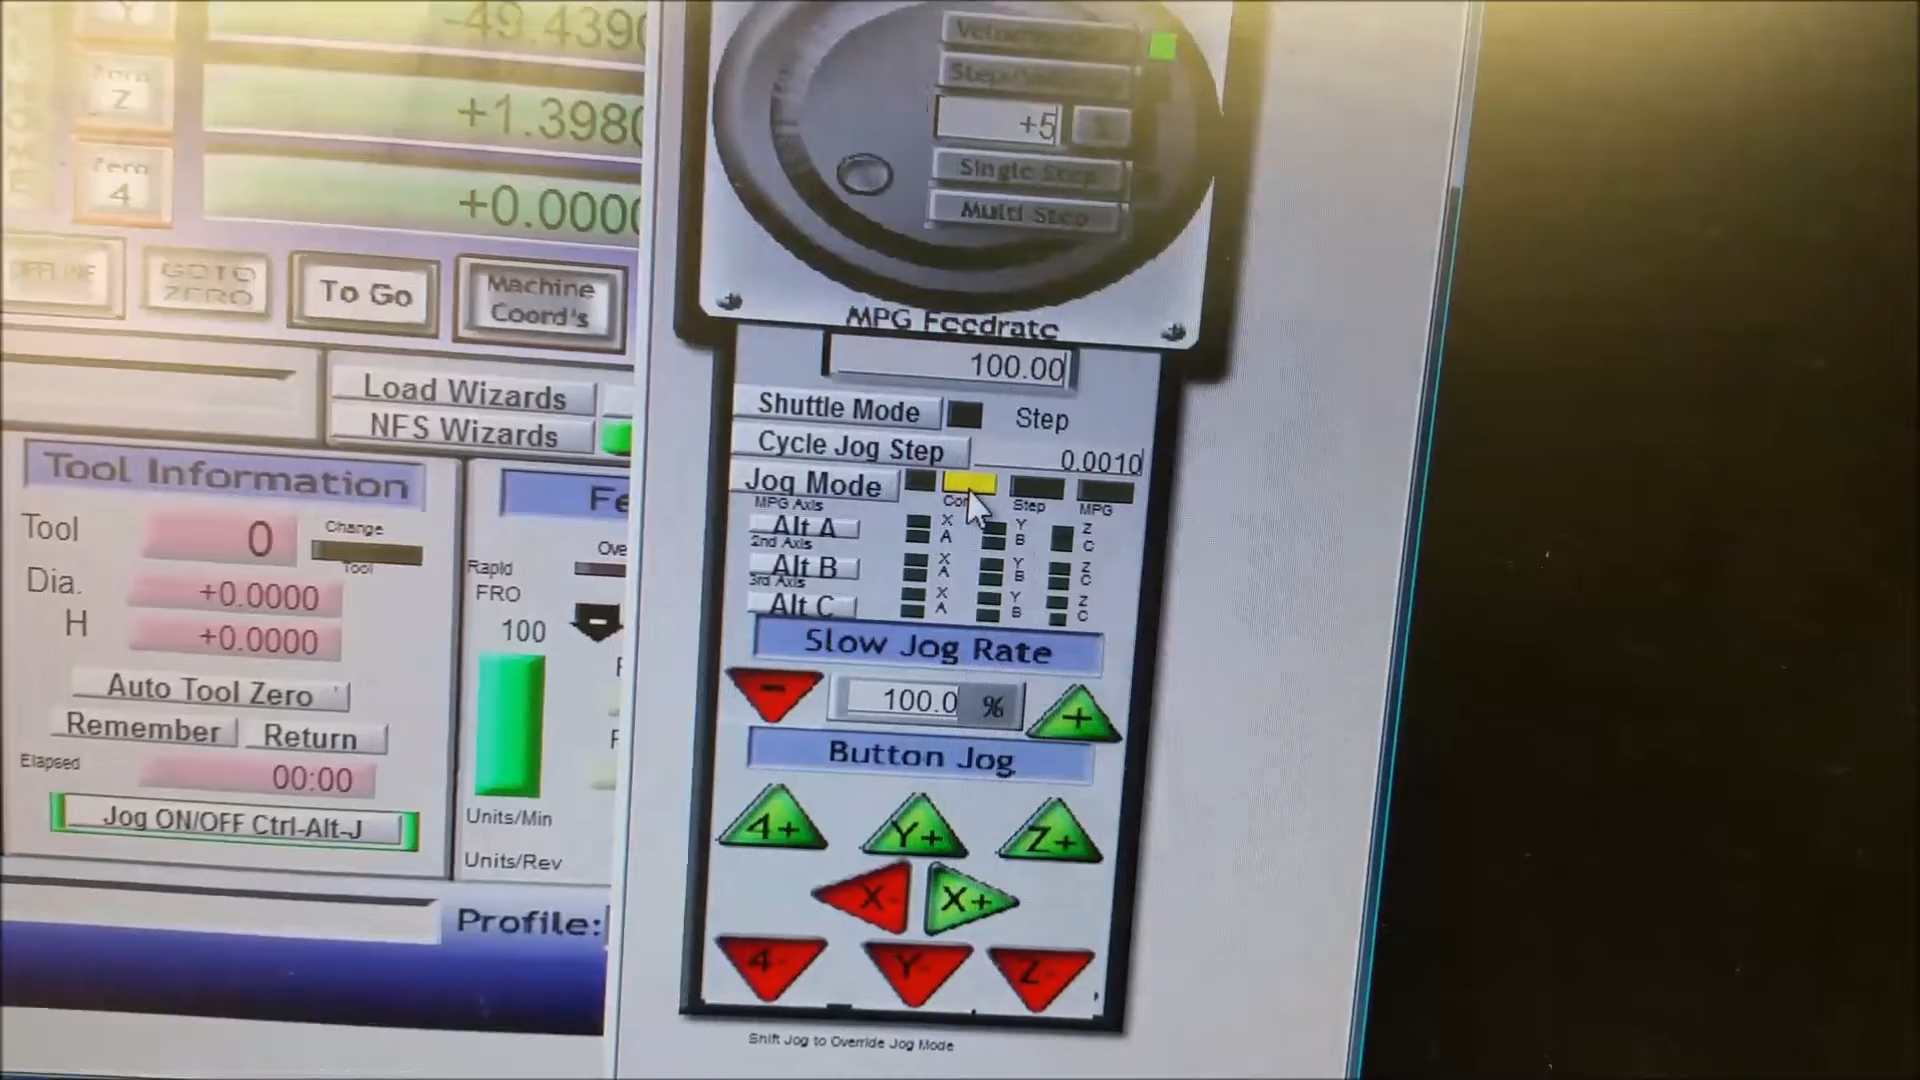 -49.4390
Zero
Z
+1.3980
Zero
4
+0.0000
OFFLINE
GOTO
ZERO
To Go
Machine
Coord's
Load Wizards
NFS Wizards
Tool Information
Tool
0
Change
Tool
Dia.
+0.0000
H
+0.0000
Auto Tool Zero
Remember
Return
Elapsed
00:00
Jog ON/OFF Ctrl-Alt-J
Rapid
FRO
100
Units/Min
Units/Rev
Profile:
+5
Single Step
Multi Step
MPG Feedrate
100.00
Shuttle Mode
Step
Cycle Jog Step
0.0010
Jog Mode
Step
MPG
MPG Axis
Alt A
X
Y
Z
A
B
C
2nd Axis
Alt B
X
Y
Z
A
B
C
3rd Axis
Alt C
X
Y
Z
A
B
C
Slow Jog Rate
-
100.0 %
+
Button Jog
4+
Y+
Z+
X-
X+
4-
Y-
Z-
Shift Jog to Override Jog Mode